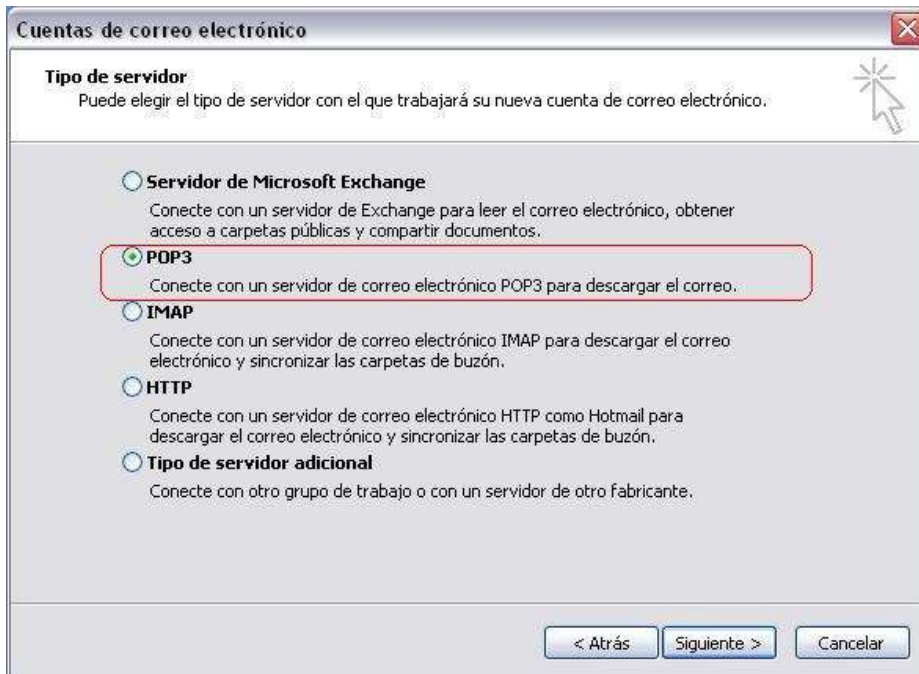 Cuentas de correo electrónico
Tipo de servidor
Puede elegir el tipo de servidor con el que trabajará su nueva cuenta de correo electrónico.
Servidor de Microsoft Exchange
Conecte con un servidor de Exchange para leer el correo electrónico, obtener
acceso a carpetas públicas y compartir documentos.
POP3
Conecte con un servidor de correo electrónico POP3 para descargar el correo.
IMAP
Conecte con un servidor de correo electrónico IMAP para descargar el correo
electrónico y sincronizar las carpetas de buzón.
HTTP
Conecte con un servidor de correo electrónico HTTP como Hotmail para
descargar el correo electrónico y sincronizar las carpetas de buzón.
Tipo de servidor adicional
Conecte con otro grupo de trabajo o con un servidor de otro fabricante.
< Atrás Siguiente > Cancelar